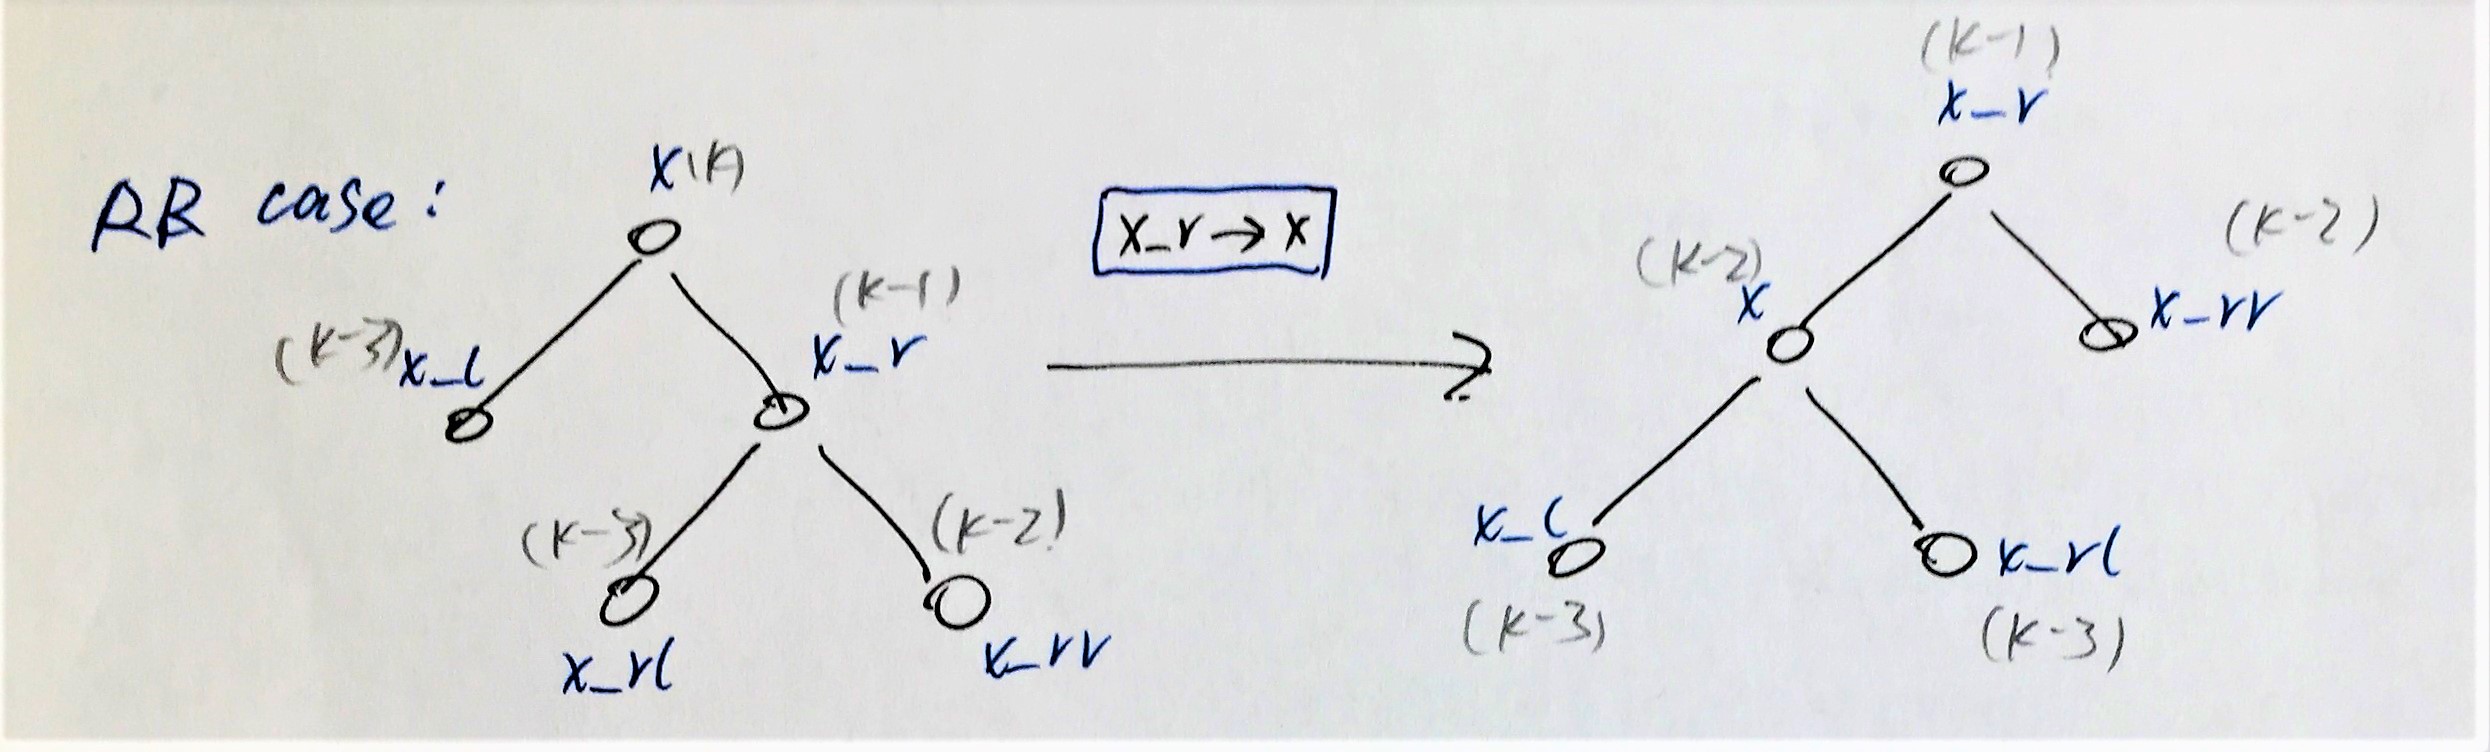 RB case:
x(k)
(k-3) x_l
(k-1)
x_r
(k-3)
x_rl
(k-2)
x_rr
x_r → x
(k-1)
x_r
(k-2)
x
(k-2)
x_rr
x_l
(k-3)
x_rl
(k-3)